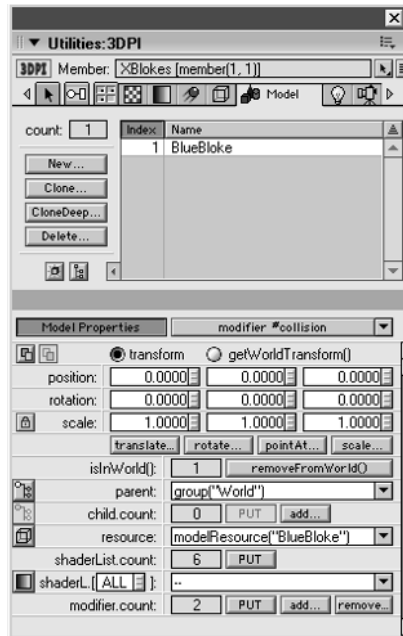 Utilities:3DPI
3DPI Member: XBlokes [member(1, 1)]
Model
count: 1 Index Name
1 BlueBloke
New...
Clone...
CloneDeep...
Delete...
Model Properties modifier #collision
transform getWorldTransform()
position: 0.0000 0.0000 0.0000
rotation: 0.0000 0.0000 0.0000
scale: 1.0000 1.0000 1.0000
translate... rotate... pointAt... scale...
isInWorld(): 1 removeFromWorld()
parent: group("World")
child.count: 0 PUT add...
resource: modelResource("BlueBloke")
shaderList.count: 6 PUT
shaderL.[ ALL ]: --
modifier.count: 2 PUT add... remove...